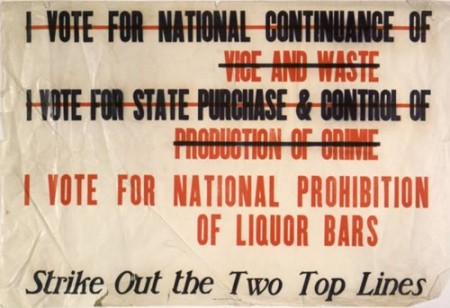 I VOTE FOR NATIONAL CONTINUANCE OF
VICE AND WASTE
I VOTE FOR STATE PURCHASE & CONTROL OF
PRODUCTION OF CRIME
I VOTE FOR NATIONAL PROHIBITION
OF LIQUOR BARS
Strike Out the Two Top Lines